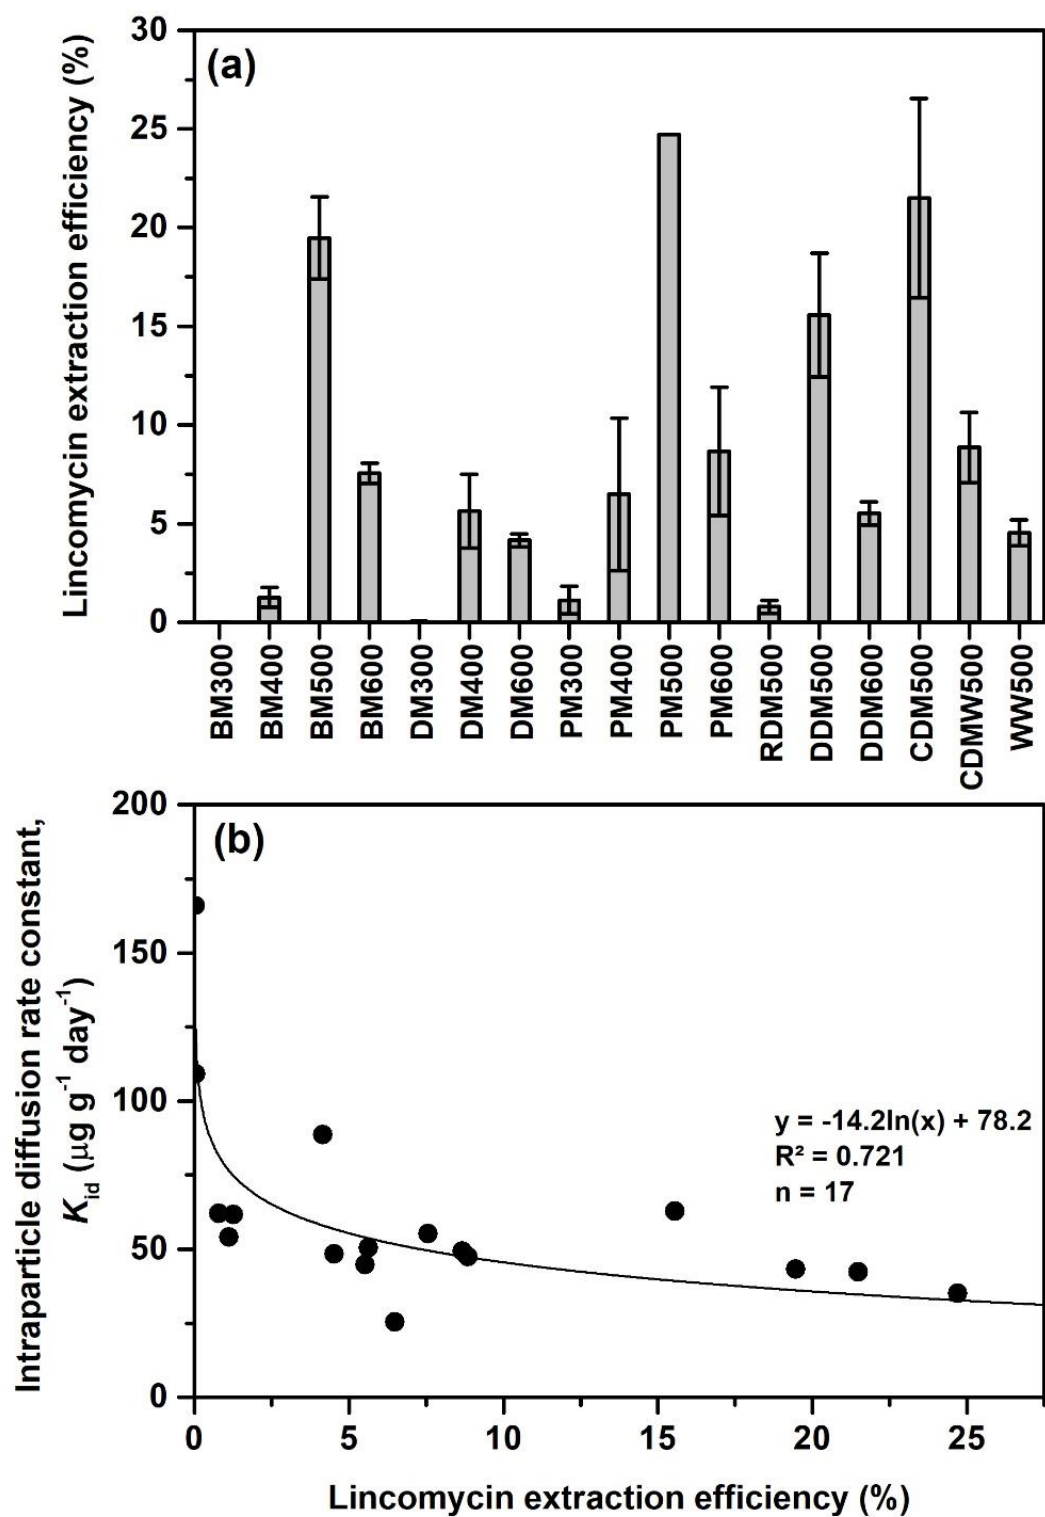 (a)
Lincomycin extraction efficiency (%)
30
25
20
15
10
5
0
BM300
BM400
BM500
BM600
DM300
DM400
DM600
PM300
PM400
PM500
PM600
RDM500
DDM500
DDM600
CDM500
CDMW500
WW500
(b)
Intraparticle diffusion rate constant,
K_id (μg g⁻¹ day⁻¹)
200
150
100
50
0
y = -14.2ln(x) + 78.2
R² = 0.721
n = 17
0 5 10 15 20 25
Lincomycin extraction efficiency (%)